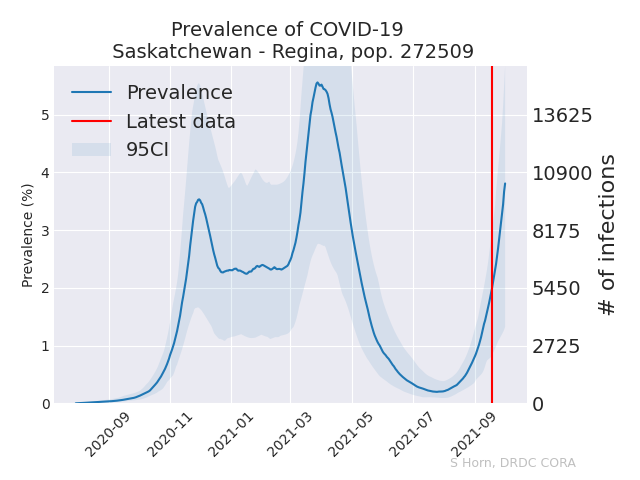 Prevalence of COVID-19
Saskatchewan - Regina, pop. 272509
Prevalence
Latest data
95CI
Prevalence (%)
5
4
3
2
1
0
13625
10900
8175
5450
2725
0
# of infections
2020-09
2020-11
2021-01
2021-03
2021-05
2021-07
2021-09
S Horn, DRDC CORA